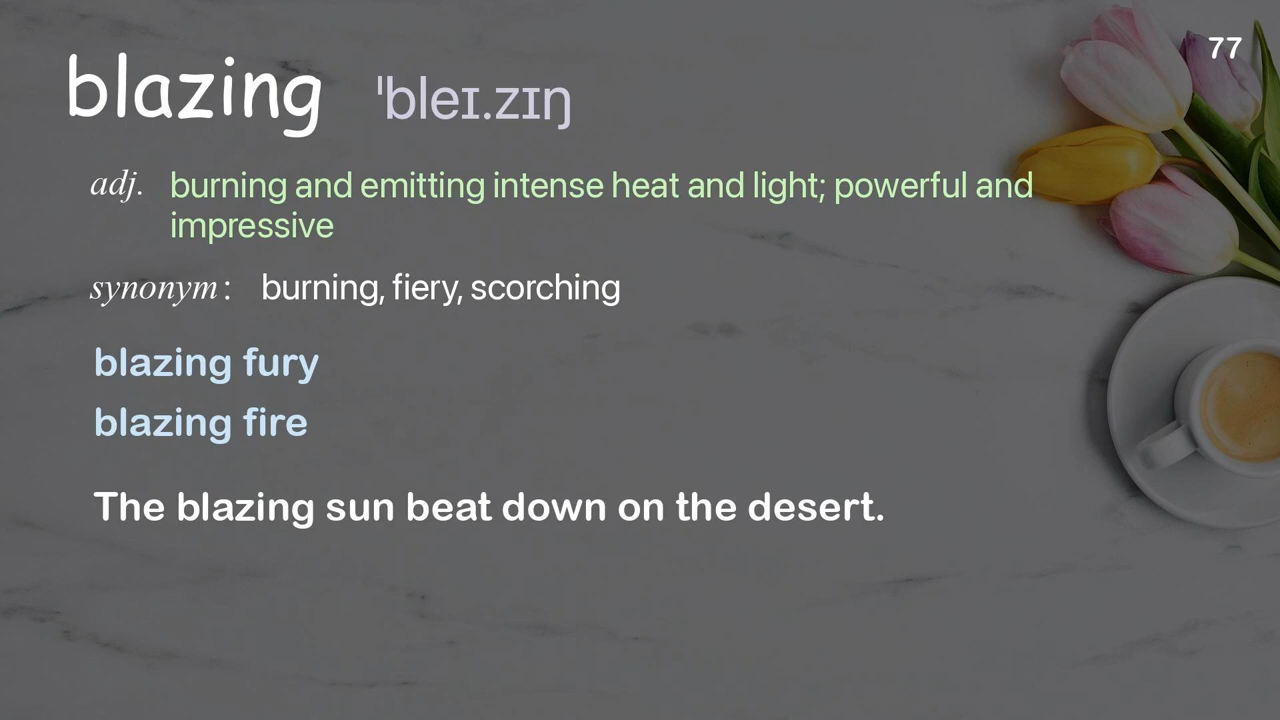 77
blazing ˈbleɪ.zɪŋ
adj. burning and emitting intense heat and light; powerful and
impressive
synonym: burning, fiery, scorching
blazing fury
blazing fire
The blazing sun beat down on the desert.